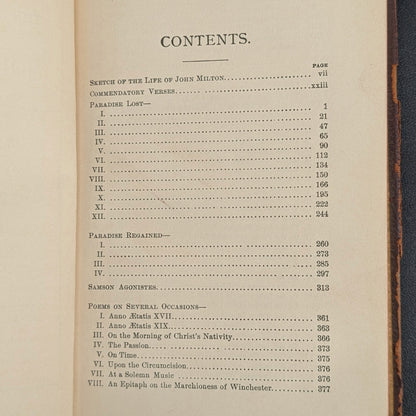 CONTENTS.
PAGE
SKETCH OF THE LIFE OF JOHN MILTON vii
COMMENDATORY VERSES xxiii
PARADISE LOST—
I. 1
II. 21
III. 47
IV. 65
V. 90
VI. 112
VII. 134
VIII. 150
IX. 166
X. 195
XI. 222
XII. 244
PARADISE REGAINED—
I. 260
II. 273
III. 285
IV. 297
SAMSON AGONISTES. 313
POEMS ON SEVERAL OCCASIONS—
I. Anno Ætatis XVII. 361
II. Anno Ætatis XIX. 363
III. On the Morning of Christ's Nativity 366
IV. The Passion. 373
V. On Time. 375
VI. Upon the Circumcision 376
VII. At a Solemn Music 376
VIII. An Epitaph on the Marchioness of Winchester 377